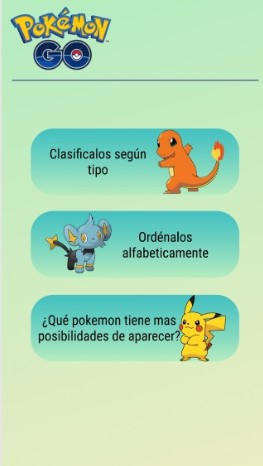 POKÉMON
GO
Clasificalos según
tipo
Ordénalos
alfabeticamente
¿Qué pokemon tiene mas
posibilidades de aparecer?